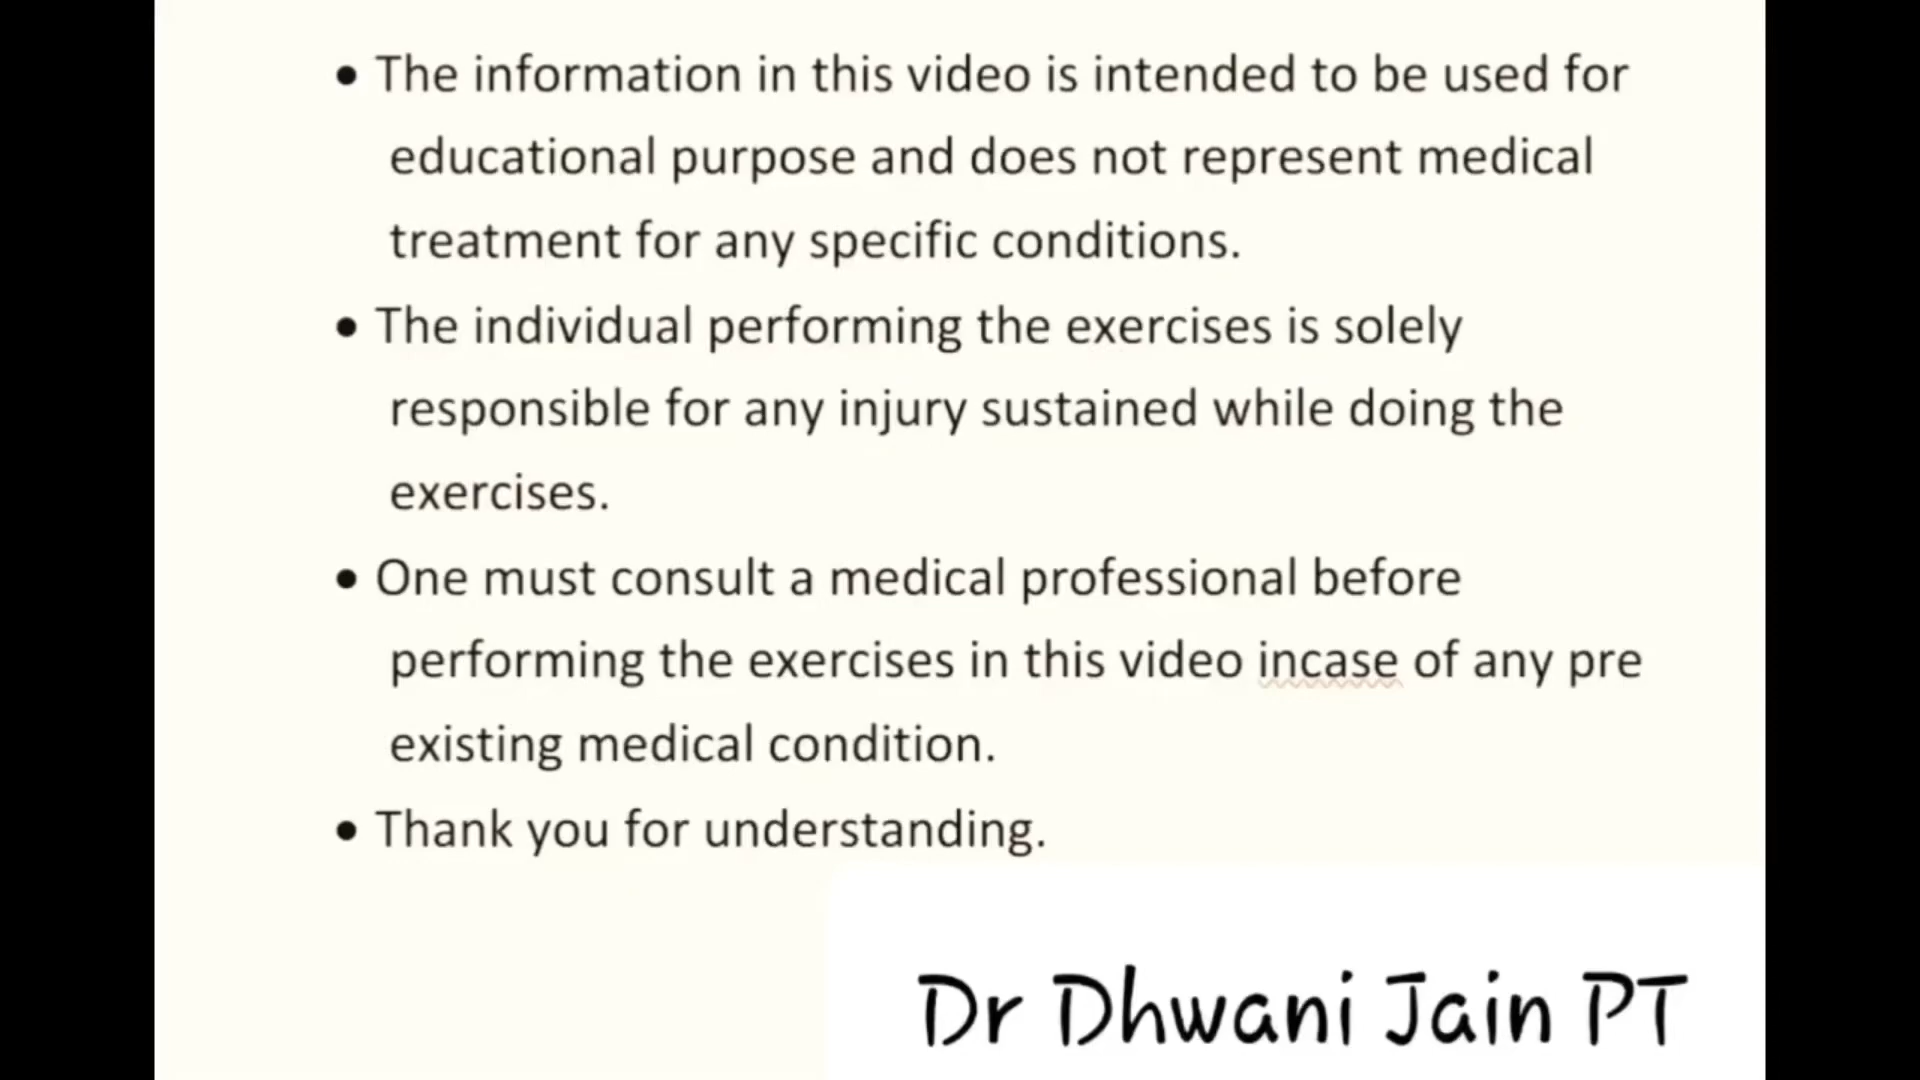 • The information in this video is intended to be used for
educational purpose and does not represent medical
treatment for any specific conditions.
• The individual performing the exercises is solely
responsible for any injury sustained while doing the
exercises.
• One must consult a medical professional before
performing the exercises in this video incase of any pre
existing medical condition.
• Thank you for understanding.
Dr Dhwani Jain PT